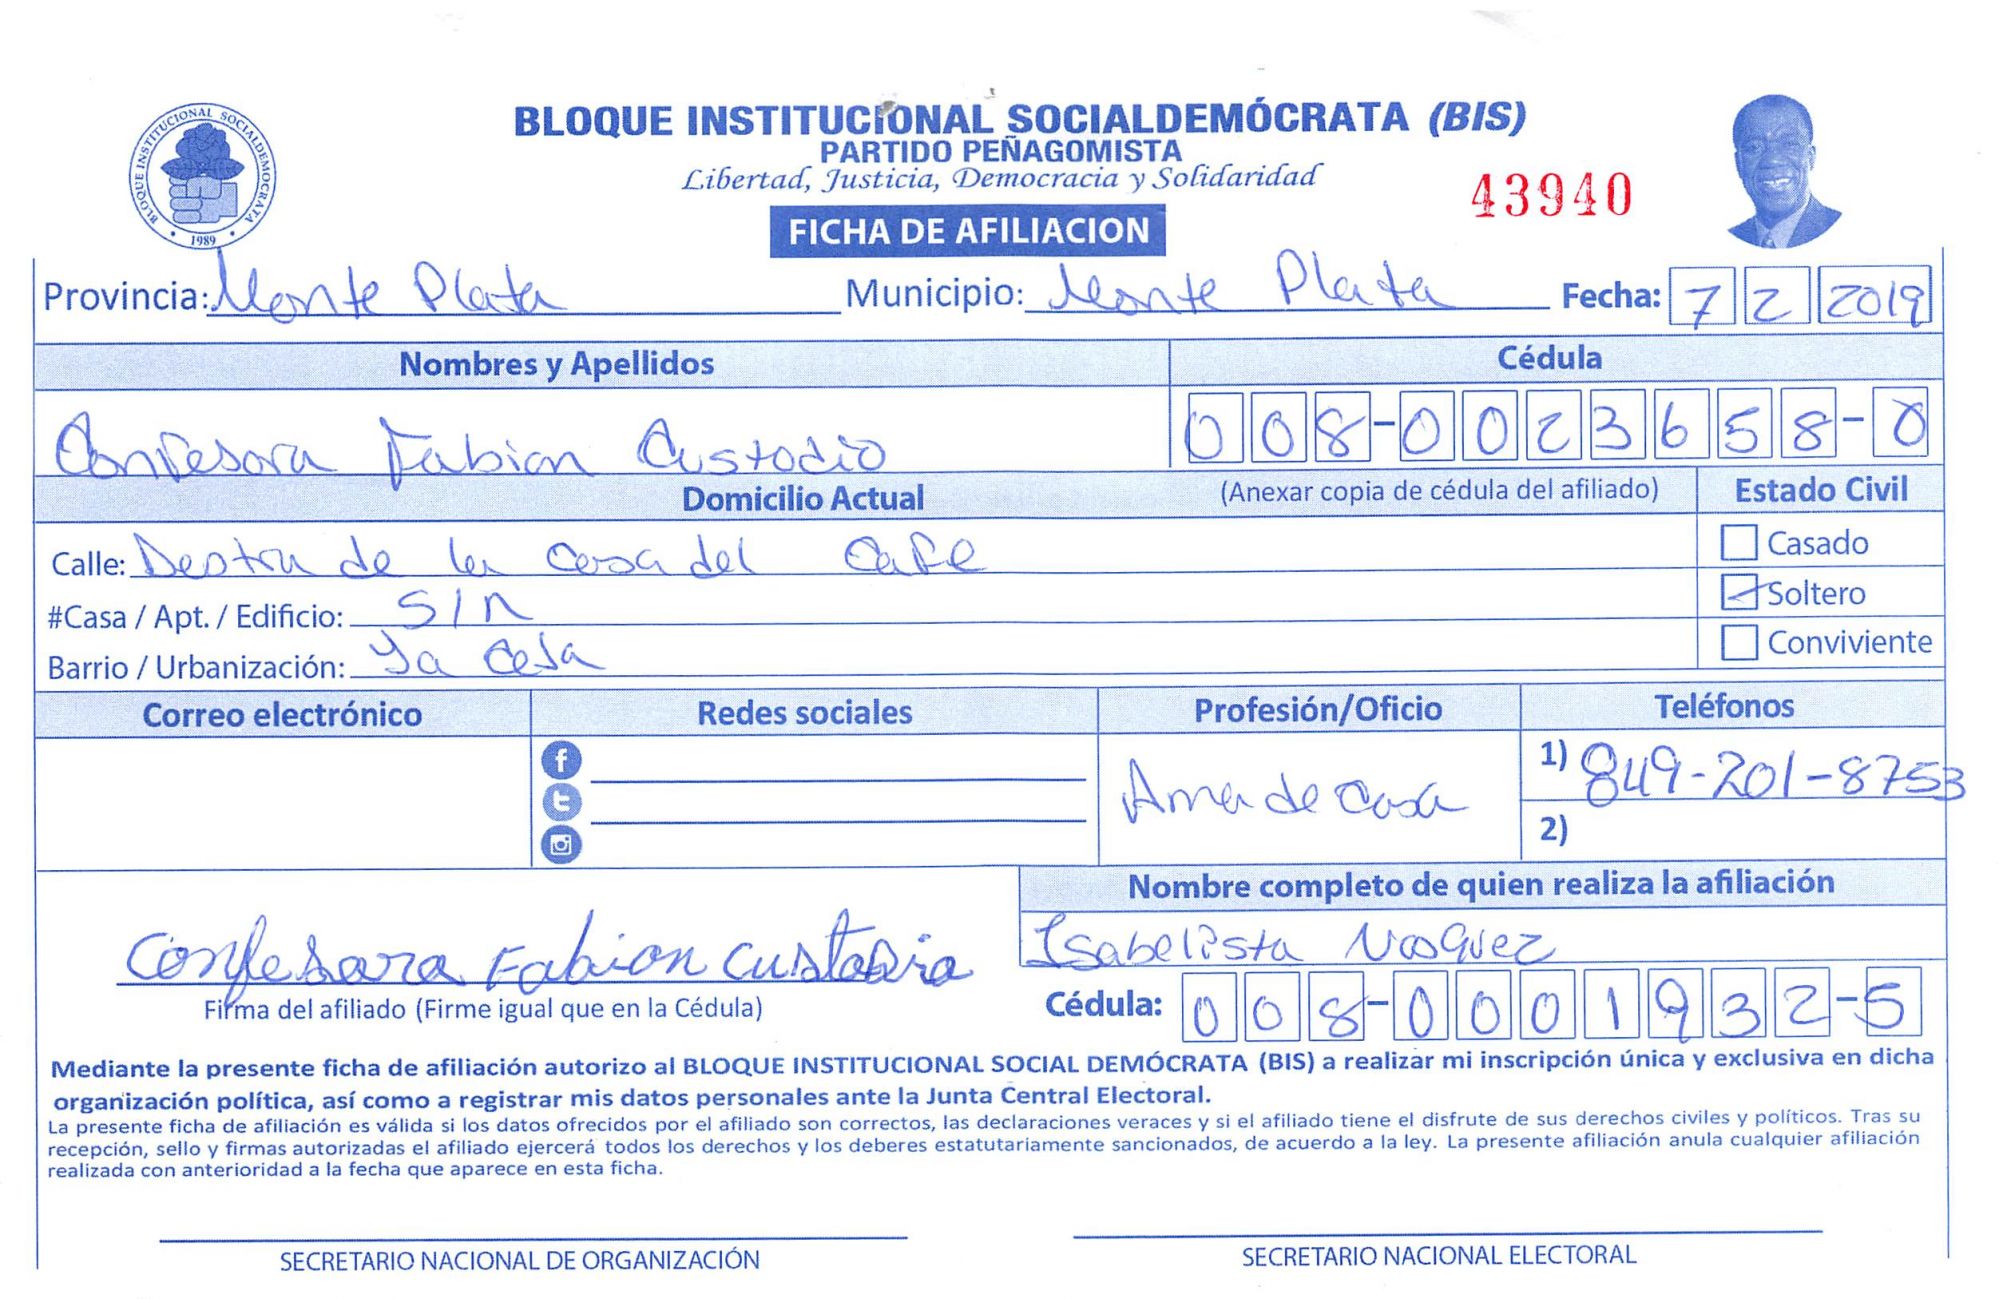 BLOQUE INSTITUCIONAL SOCIALDEMOCRATA
1989
BLOQUE INSTITUCIONAL SOCIALDEMÓCRATA (BIS)
PARTIDO PEÑAGOMISTA
Libertad, Justicia, Democracia y Solidaridad
43940
FICHA DE AFILIACION
Provincia: Monte Plata Municipio: Monte Plata Fecha: 7 2 2019
Nombres y Apellidos Cédula
Confesora Fabian Custodio 008-0023658-0
Domicilio Actual (Anexar copia de cédula del afiliado) Estado Civil
Calle: Destra de la Casa del Cafe Casado
#Casa / Apt. / Edificio: S/N Soltero
Barrio / Urbanización: Conviviente
Correo electrónico Redes sociales Profesión/Oficio Teléfonos
Ama de Casa 1) 849-201-8753
2)
Nombre completo de quien realiza la afiliación
Isabelista Vasquez
Confesara Fabian Custodio
Firma del afiliado (Firme igual que en la Cédula) Cédula: 008-0001932-5
Mediante la presente ficha de afiliación autorizo al BLOQUE INSTITUCIONAL SOCIAL DEMÓCRATA (BIS) a realizar mi inscripción única y exclusiva en dicha
organización política, así como a registrar mis datos personales ante la Junta Central Electoral.
La presente ficha de afiliación es válida si los datos ofrecidos por el afiliado son correctos, las declaraciones veraces y si el afiliado tiene el disfrute de sus derechos civiles y políticos. Tras su
recepción, sello y firmas autorizadas el afiliado ejercerá todos los derechos y los deberes estatutariamente sancionados, de acuerdo a la ley. La presente afiliación anula cualquier afiliación
realizada con anterioridad a la fecha que aparece en esta ficha.
SECRETARIO NACIONAL DE ORGANIZACIÓN SECRETARIO NACIONAL ELECTORAL